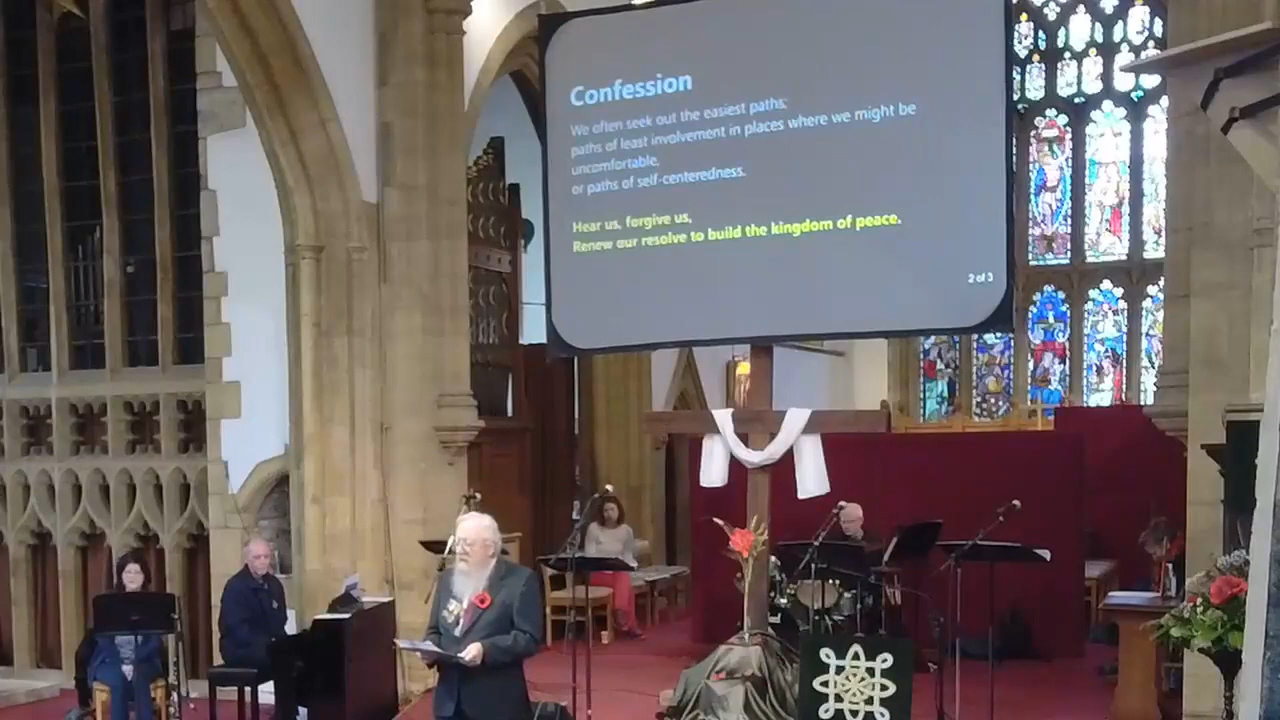 Confession
We often seek out the easiest paths;
paths of least involvement in places where we might be
uncomfortable,
or paths of self-centeredness.
Hear us, forgive us,
Renew our resolve to build the kingdom of peace.
2 of 3